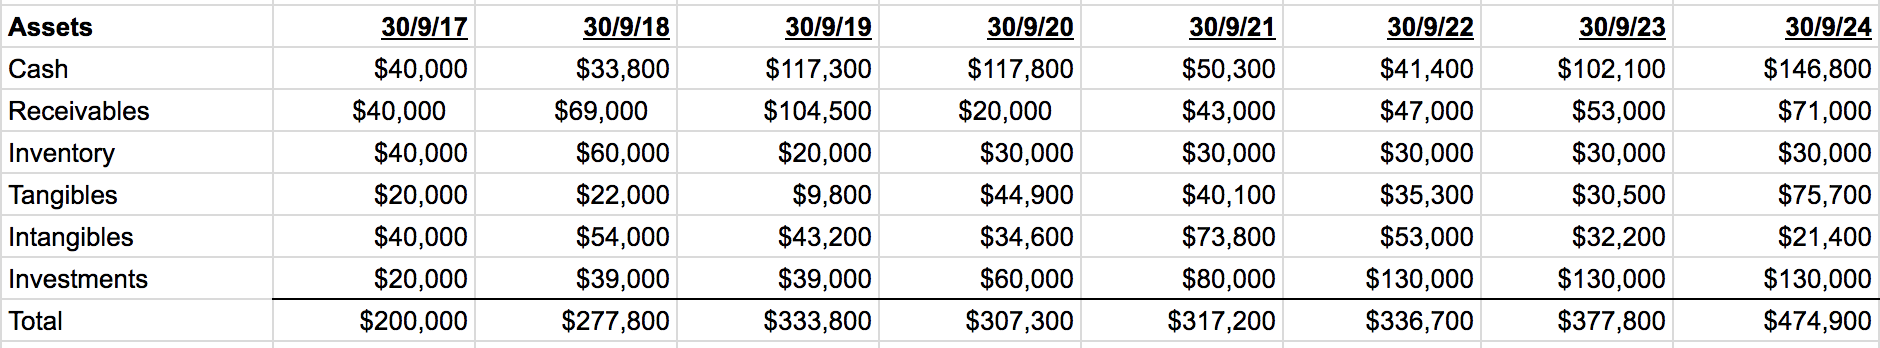 Assets 30/9/17 30/9/18 30/9/19 30/9/20 30/9/21 30/9/22 30/9/23 30/9/24
Cash $40,000 $33,800 $117,300 $117,800 $50,300 $41,400 $102,100 $146,800
Receivables $40,000 $69,000 $104,500 $20,000 $43,000 $47,000 $53,000 $71,000
Inventory $40,000 $60,000 $20,000 $30,000 $30,000 $30,000 $30,000 $30,000
Tangibles $20,000 $22,000 $9,800 $44,900 $40,100 $35,300 $30,500 $75,700
Intangibles $40,000 $54,000 $43,200 $34,600 $73,800 $53,000 $32,200 $21,400
Investments $20,000 $39,000 $39,000 $60,000 $80,000 $130,000 $130,000 $130,000
Total $200,000 $277,800 $333,800 $307,300 $317,200 $336,700 $377,800 $474,900